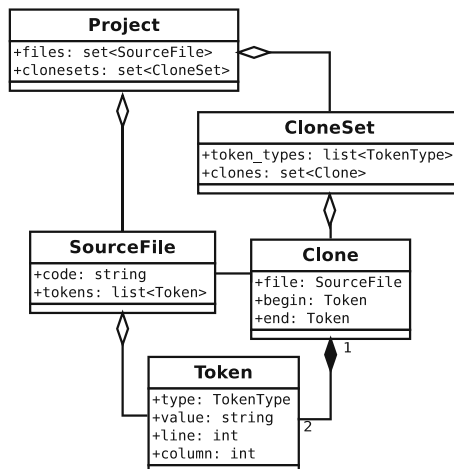 Project
+files: set<SourceFile>
+clonesets: set<CloneSet>
CloneSet
+token_types: list<TokenType>
+clones: set<Clone>
SourceFile
+code: string
+tokens: list<Token>
Clone
+file: SourceFile
+begin: Token
+end: Token
1
Token
+type: TokenType
+value: string
+line: int
+column: int
2